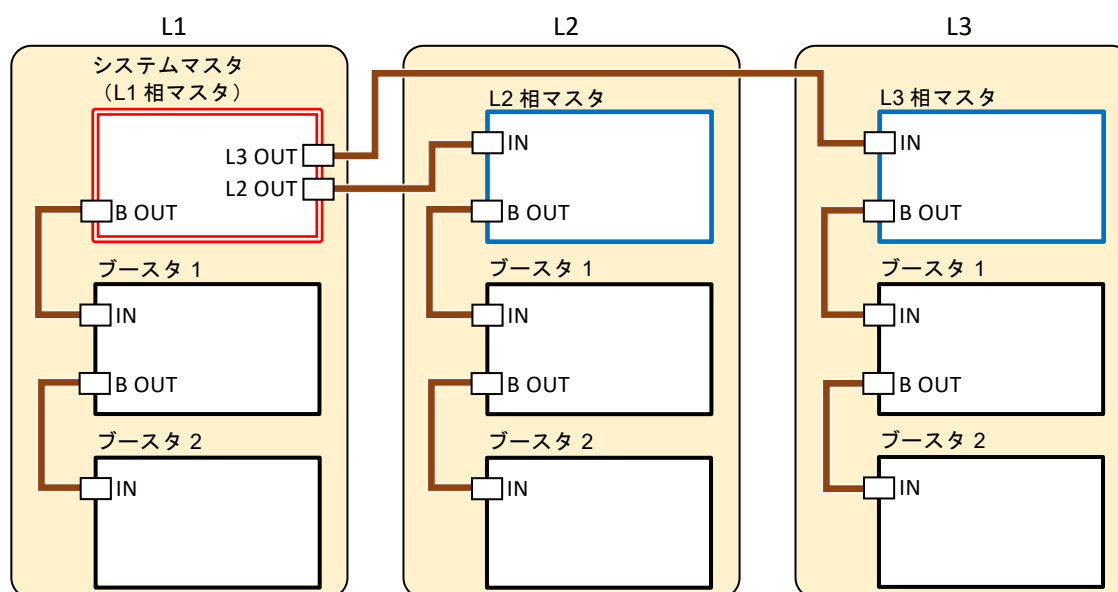 L1
システムマスタ
（L1 相マスタ）
L3 OUT
L2 OUT
B OUT
ブースタ 1
IN
B OUT
ブースタ 2
IN
L2
L2 相マスタ
IN
B OUT
ブースタ 1
IN
B OUT
ブースタ 2
IN
L3
L3 相マスタ
IN
B OUT
ブースタ 1
IN
B OUT
ブースタ 2
IN